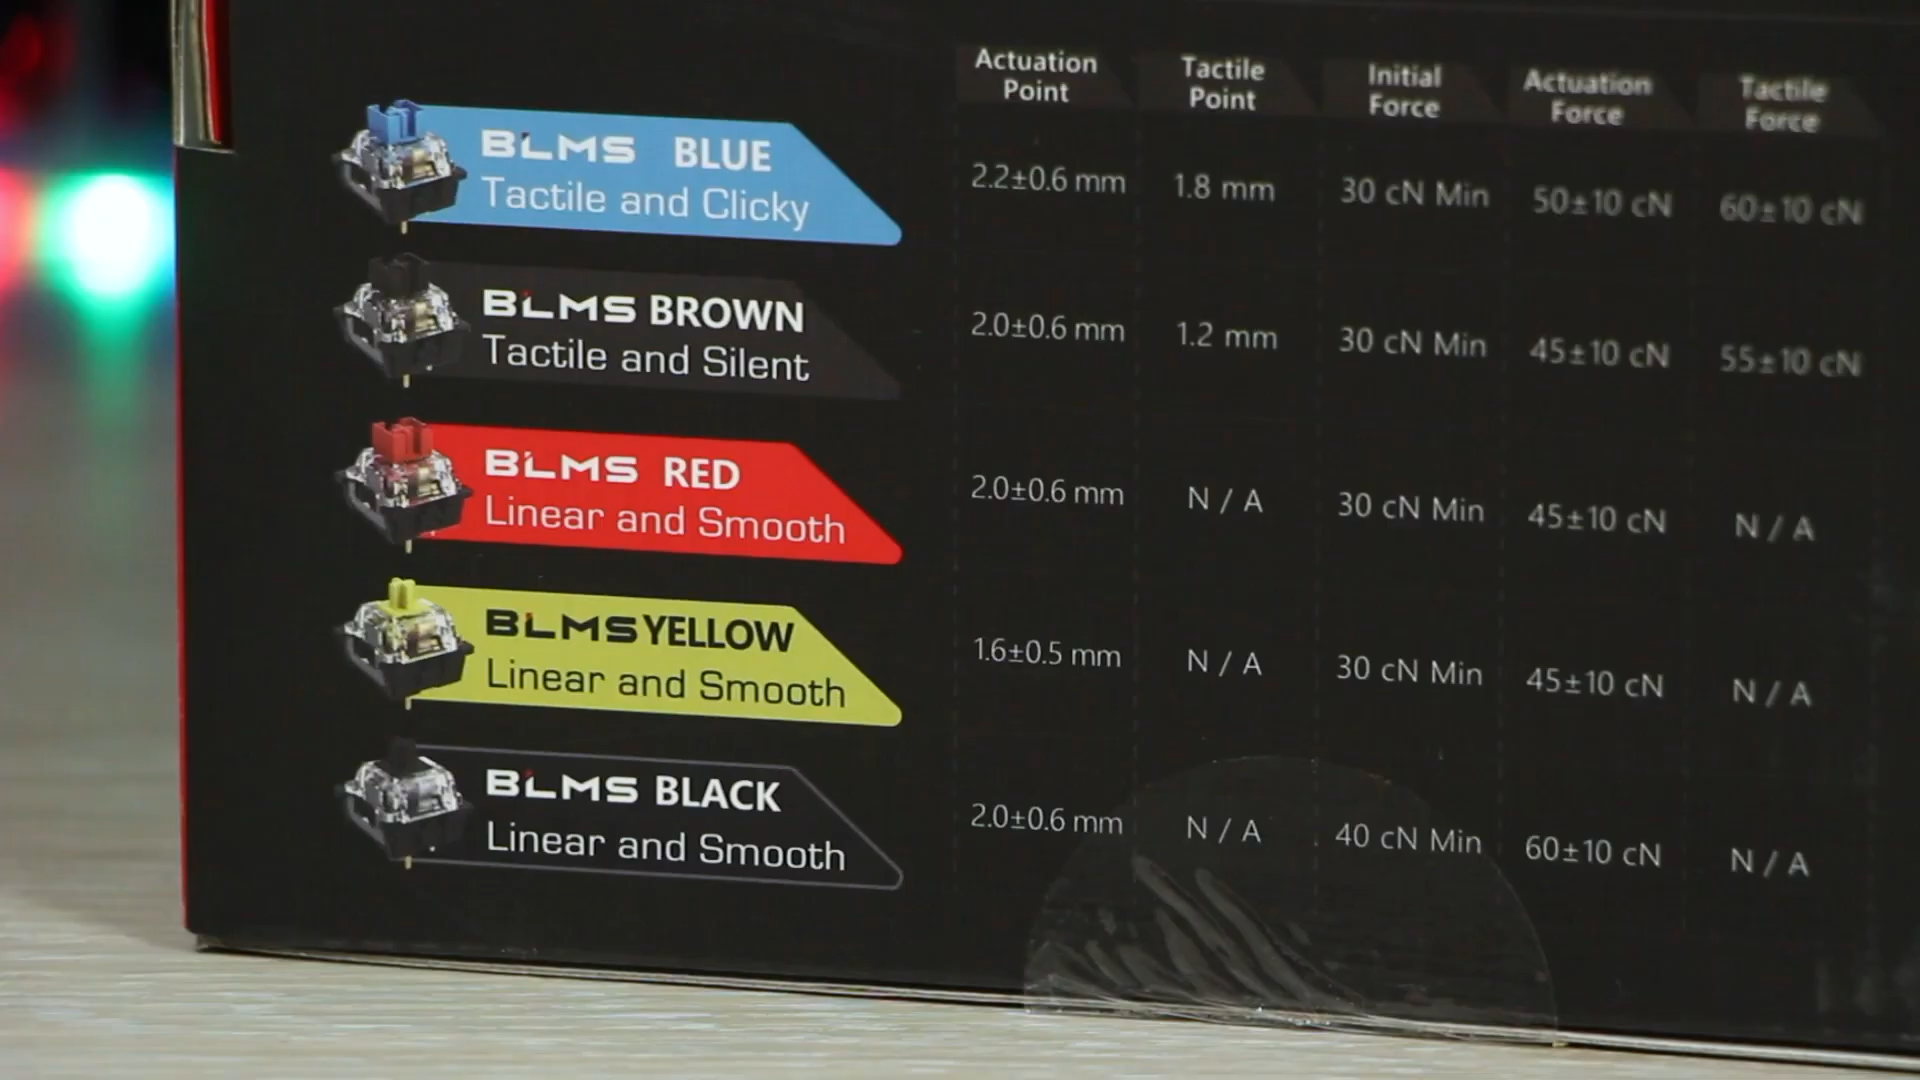 Actuation Point
Tactile Point
Initial Force
Actuation Force
Tactile Force
BLMS BLUE
Tactile and Clicky
2.2±0.6 mm
1.8 mm
30 cN Min
50±10 cN
60±10 cN
BLMS BROWN
Tactile and Silent
2.0±0.6 mm
1.2 mm
30 cN Min
45±10 cN
55±10 cN
BLMS RED
Linear and Smooth
2.0±0.6 mm
N / A
30 cN Min
45±10 cN
N / A
BLMS YELLOW
Linear and Smooth
1.6±0.5 mm
N / A
30 cN Min
45±10 cN
N / A
BLMS BLACK
Linear and Smooth
2.0±0.6 mm
N / A
40 cN Min
60±10 cN
N / A